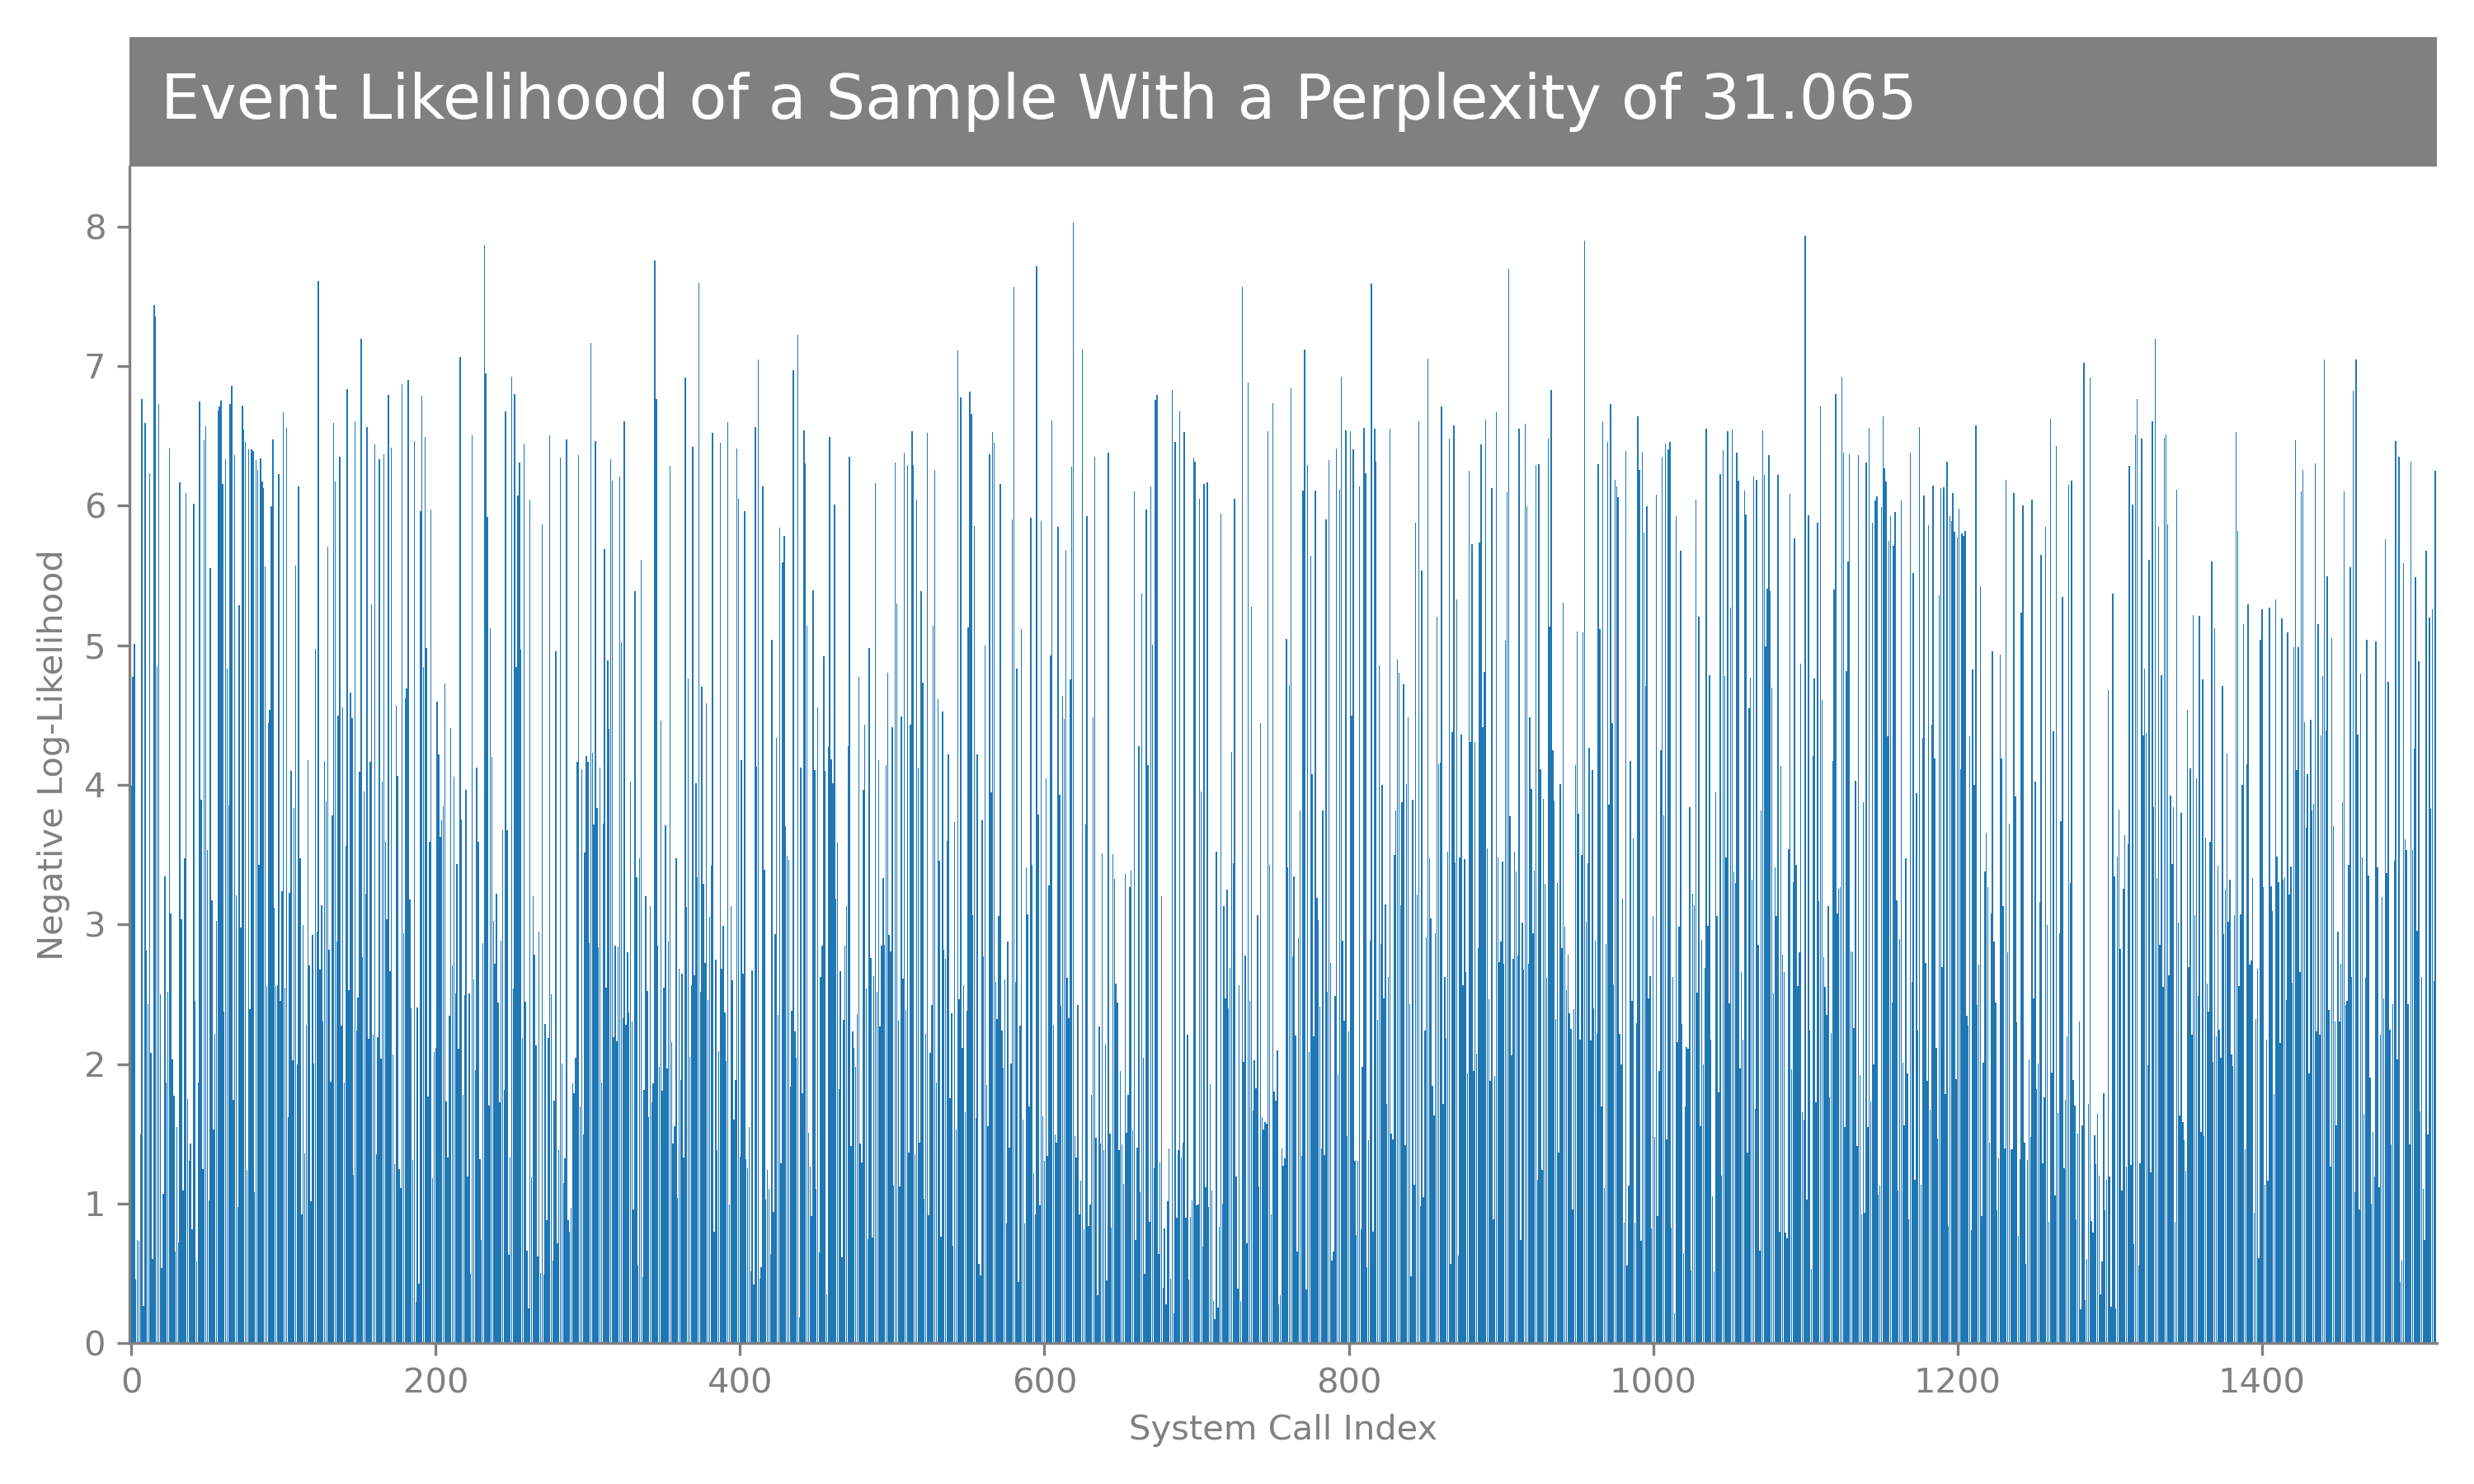 Event Likelihood of a Sample With a Perplexity of 31.065
8
7
6
5
4
3
2
1
0
Negative Log-Likelihood
0 200 400 600 800 1000 1200 1400
System Call Index